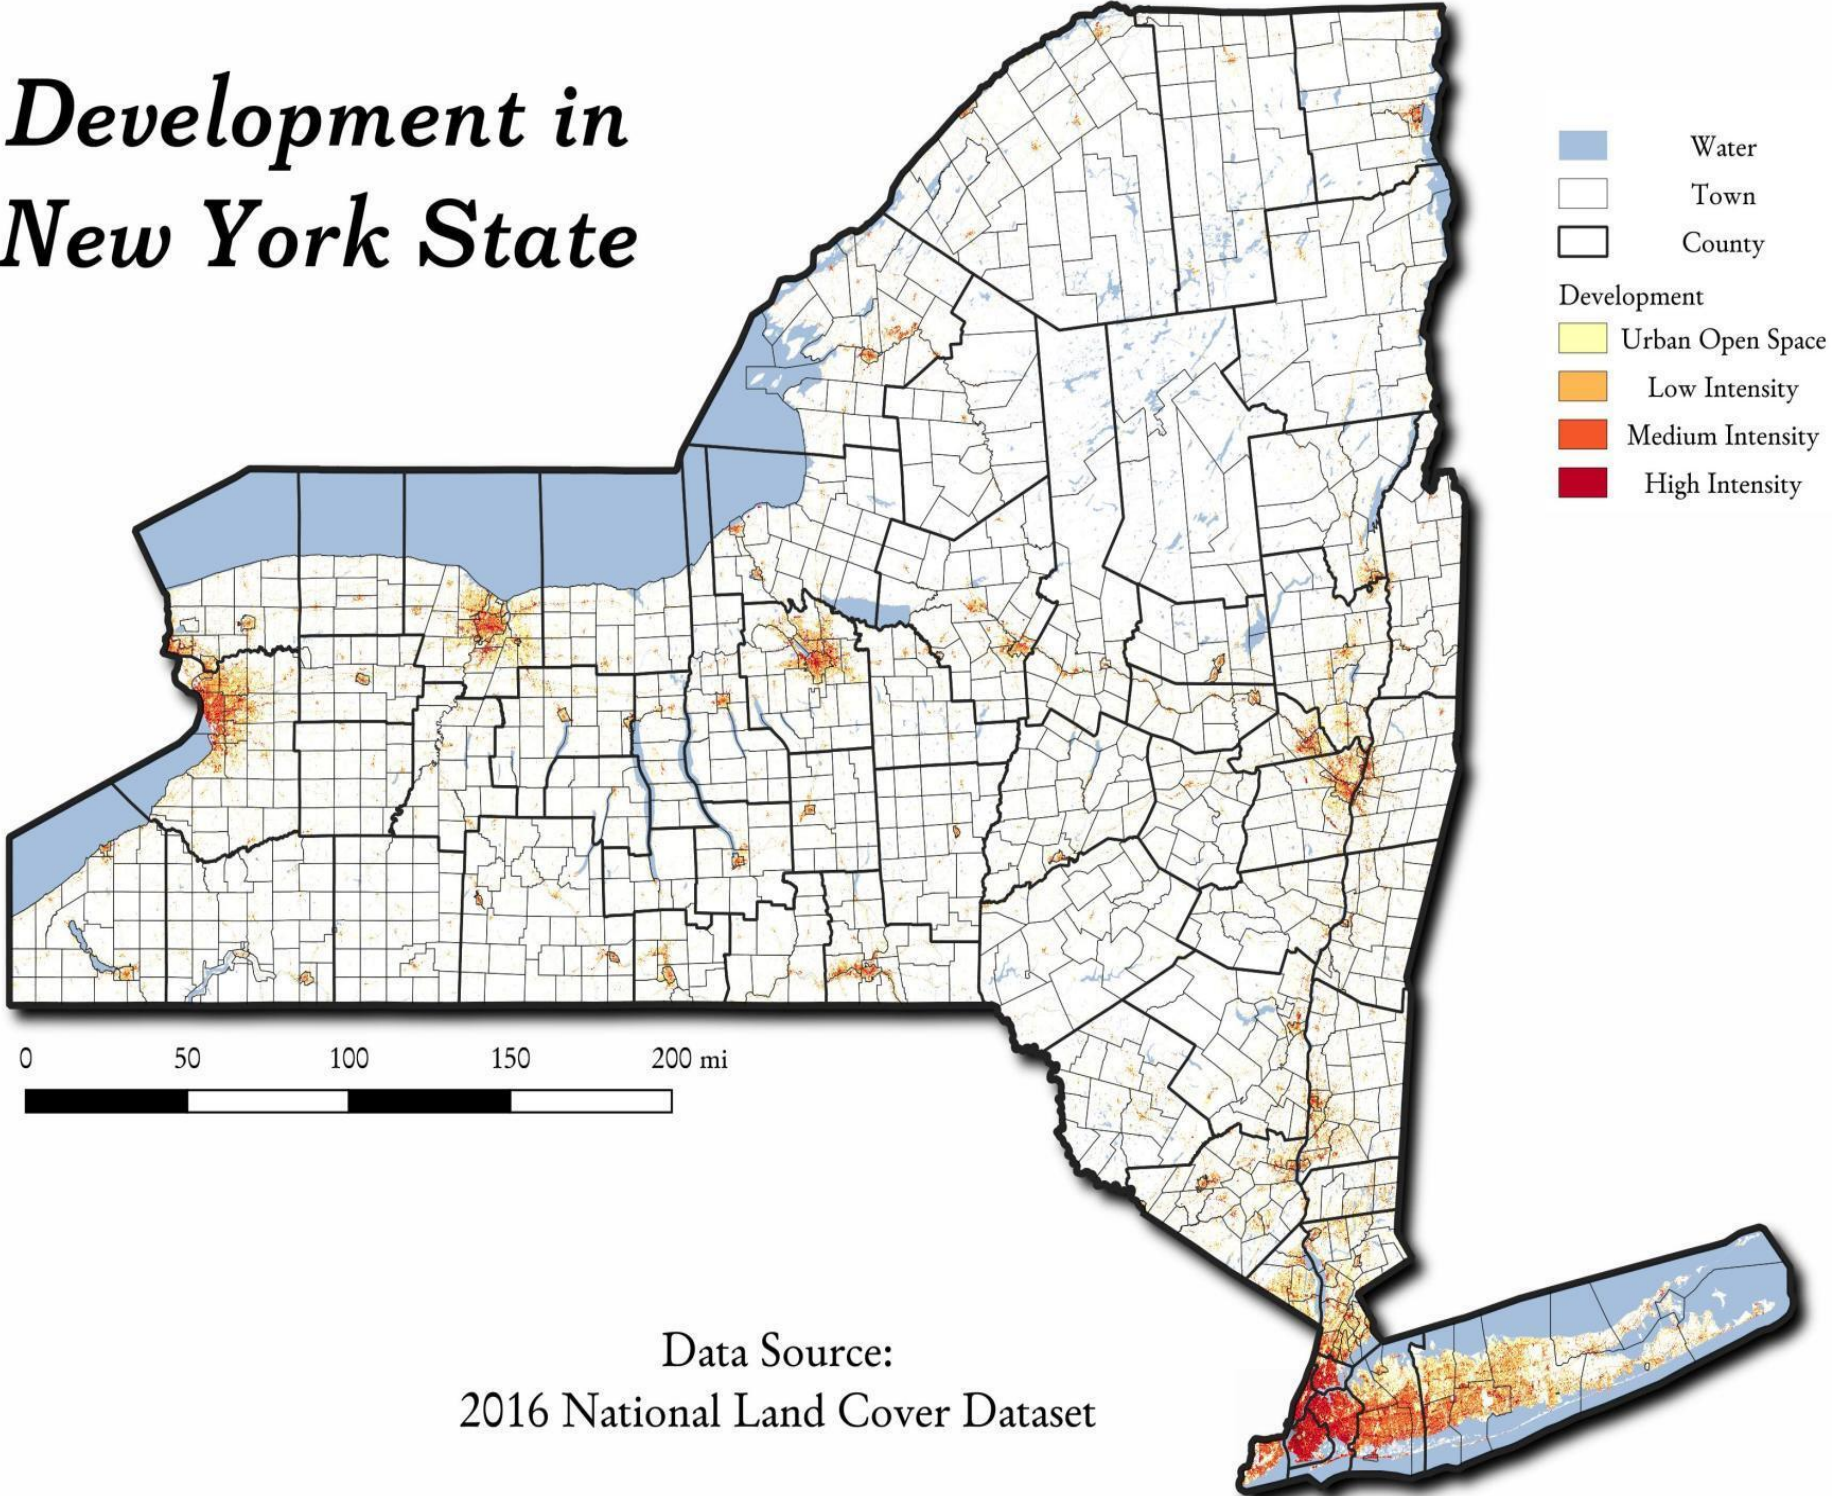 Development in
New York State
Water
Town
County
Development
Urban Open Space
Low Intensity
Medium Intensity
High Intensity
0 50 100 150 200 mi
Data Source:
2016 National Land Cover Dataset